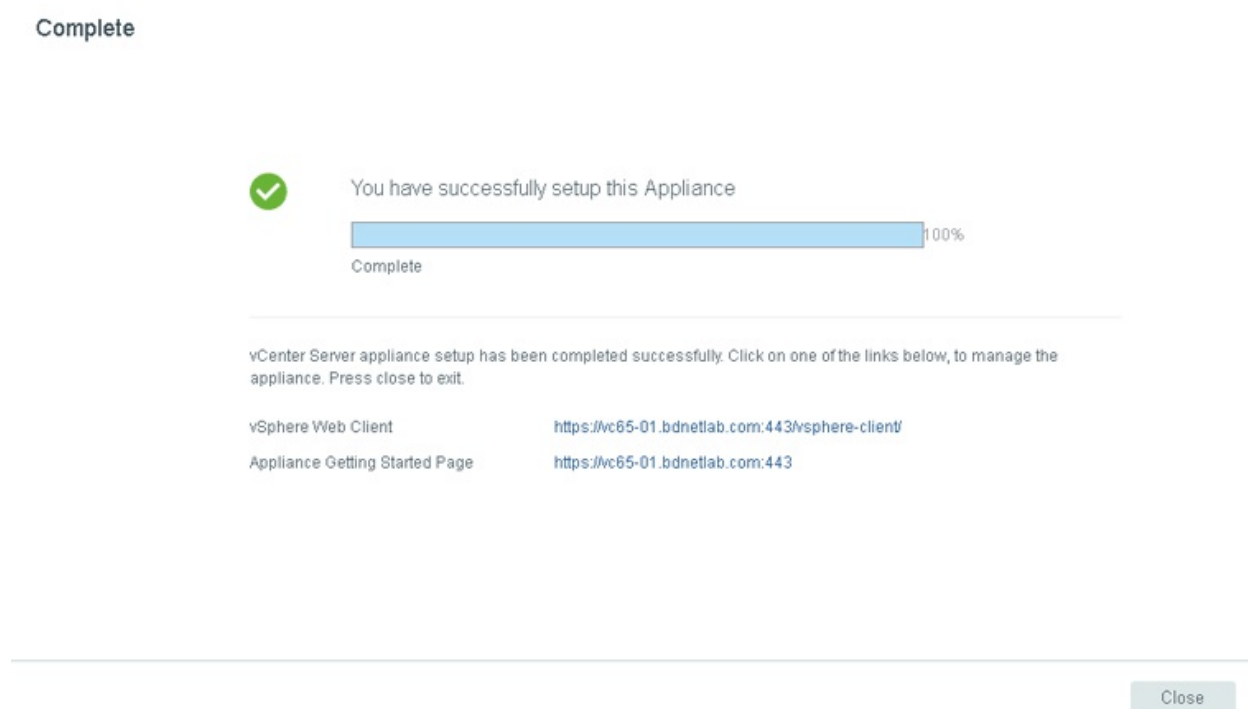 Complete
You have successfully setup this Appliance
100%
Complete
vCenter Server appliance setup has been completed successfully. Click on one of the links below, to manage the
appliance. Press close to exit.
vSphere Web Client https://vc65-01.bdnetlab.com:443/vsphere-client/
Appliance Getting Started Page https://vc65-01.bdnetlab.com:443
Close